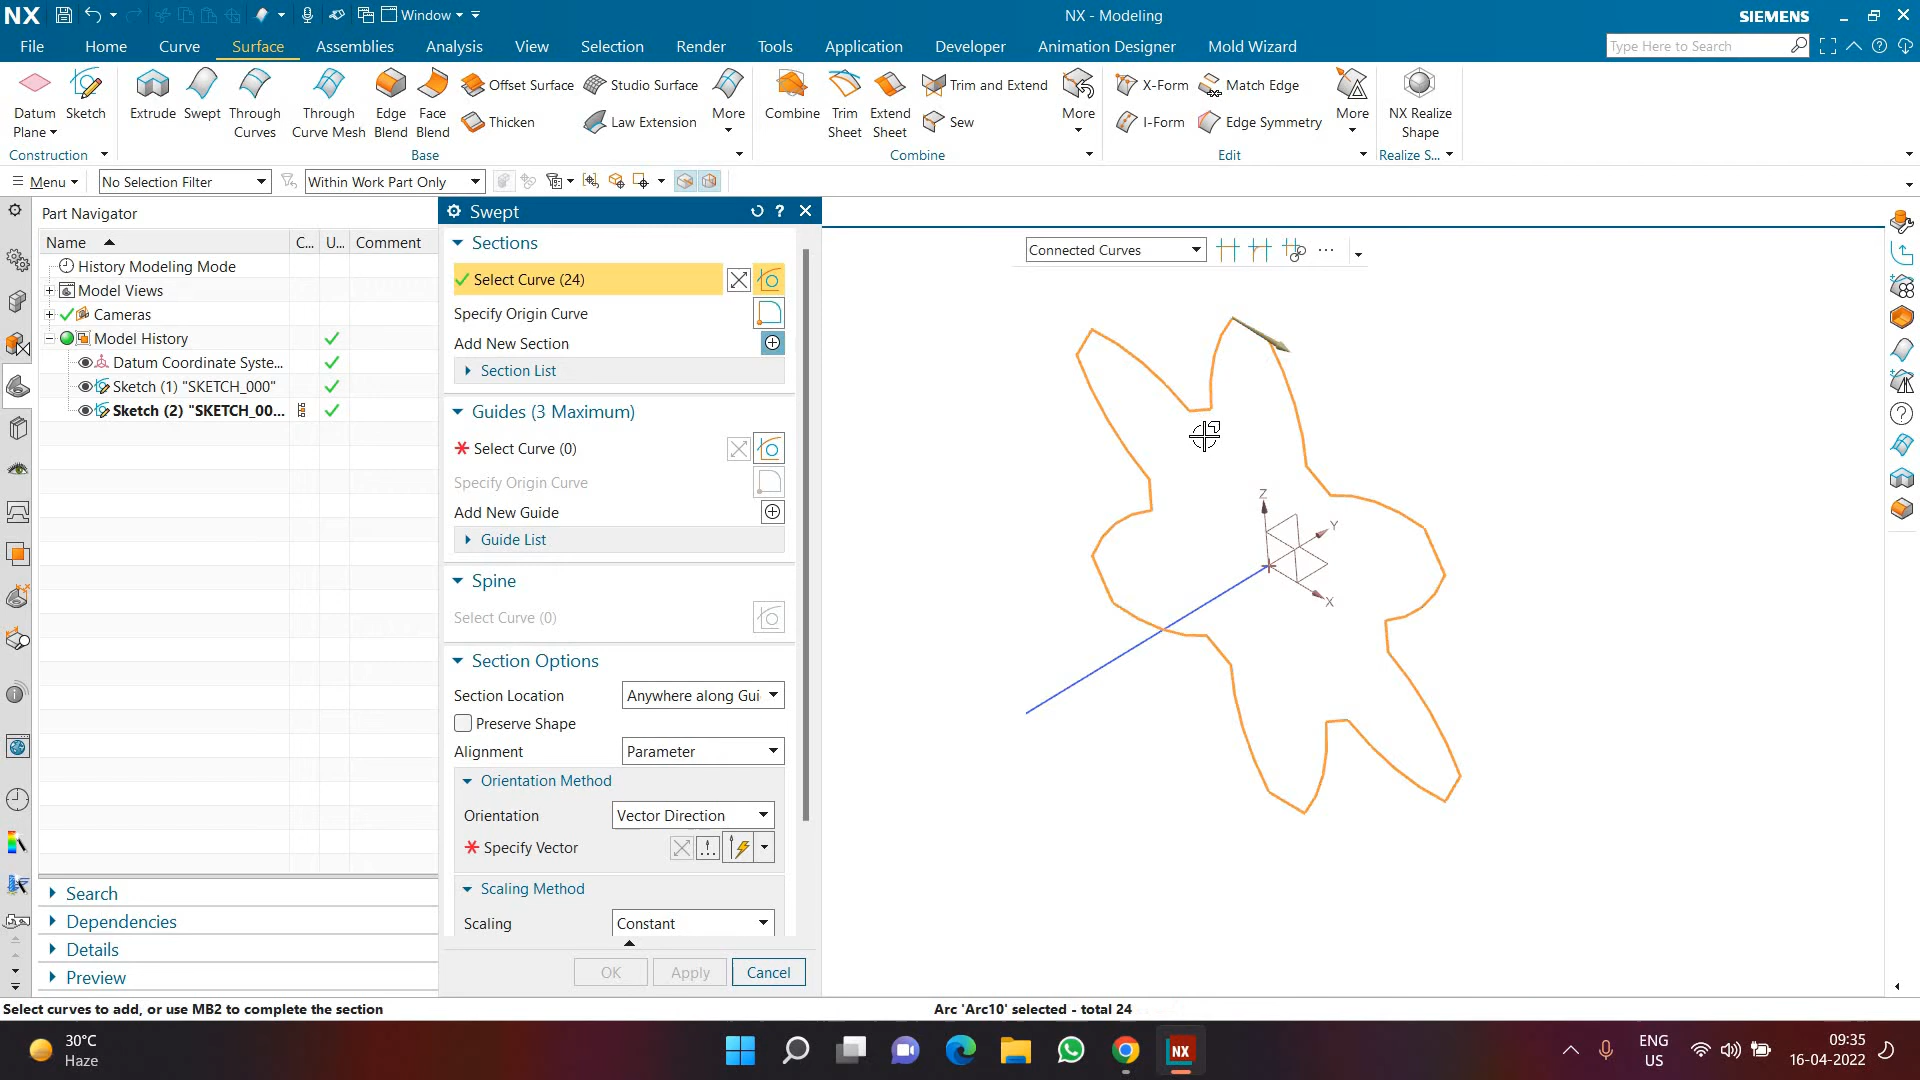 NX
Window
NX - Modeling
SIEMENS
File
Home
Curve
Surface
Assemblies
Analysis
View
Selection
Render
Tools
Application
Developer
Animation Designer
Mold Wizard
Type Here to Search
Datum Plane
Sketch
Extrude
Swept
Through Curves
Through Curve Mesh
Edge Blend
Face Blend
Offset Surface
Thicken
Studio Surface
Law Extension
More
Combine
Trim Sheet
Extend Sheet
Trim and Extend
Sew
More
X-Form
I-Form
Match Edge
Edge Symmetry
More
NX Realize Shape
Construction
Base
Combine
Edit
Realize S...
Menu
No Selection Filter
Within Work Part Only
Part Navigator
Name
C...
U...
Comment
History Modeling Mode
Model Views
Cameras
Model History
Datum Coordinate Syste...
Sketch (1) "SKETCH_000"
Sketch (2) "SKETCH_00...
Search
Dependencies
Details
Preview
Swept
Sections
Select Curve (24)
Specify Origin Curve
Add New Section
Section List
Guides (3 Maximum)
Select Curve (0)
Specify Origin Curve
Add New Guide
Guide List
Spine
Select Curve (0)
Section Options
Section Location
Anywhere along Gui
Preserve Shape
Alignment
Parameter
Orientation Method
Orientation
Vector Direction
Specify Vector
Scaling Method
Scaling
Constant
OK
Apply
Cancel
Connected Curves
Z
Y
X
Select curves to add, or use MB2 to complete the section
Arc 'Arc10' selected - total 24
30°C
Haze
NX
ENG
US
09:35
16-04-2022